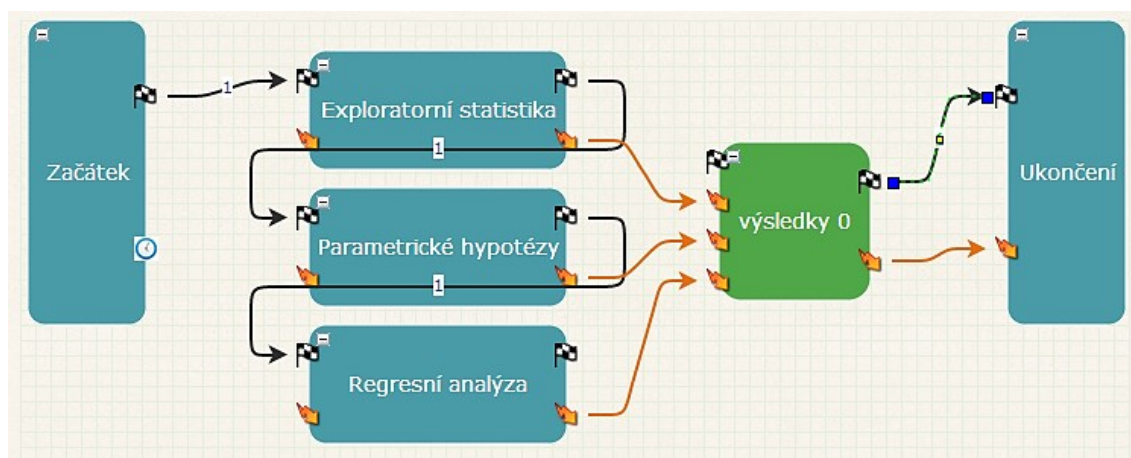 Začátek
1
Exploratorní statistika
1
Parametrické hypotézy
1
Regresní analýza
výsledky 0
Ukončení